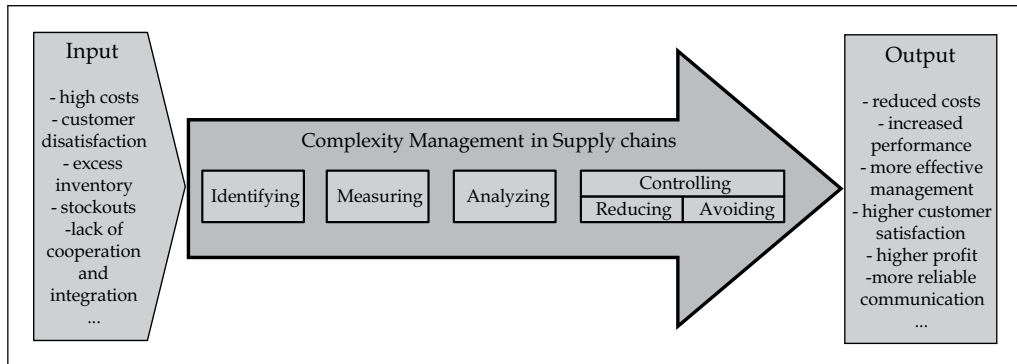 Input
- high costs
- customer
disatisfaction
- excess
inventory
- stockouts
-lack of
cooperation
and
integration
...
Complexity Management in Supply chains
Identifying
Measuring
Analyzing
Controlling
Reducing
Avoiding
Output
- reduced costs
- increased
performance
- more effective
management
- higher customer
satisfaction
- higher profit
-more reliable
communication
...